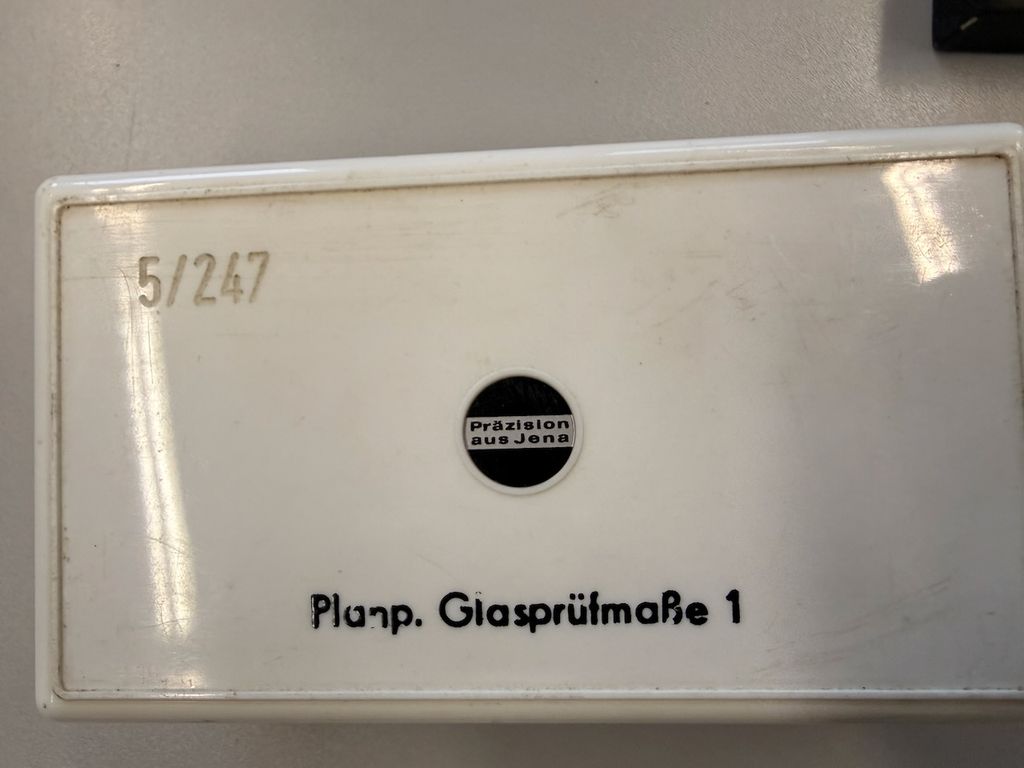 5/247
Präzision
aus Jena
Planp. Glasprüfmaße 1